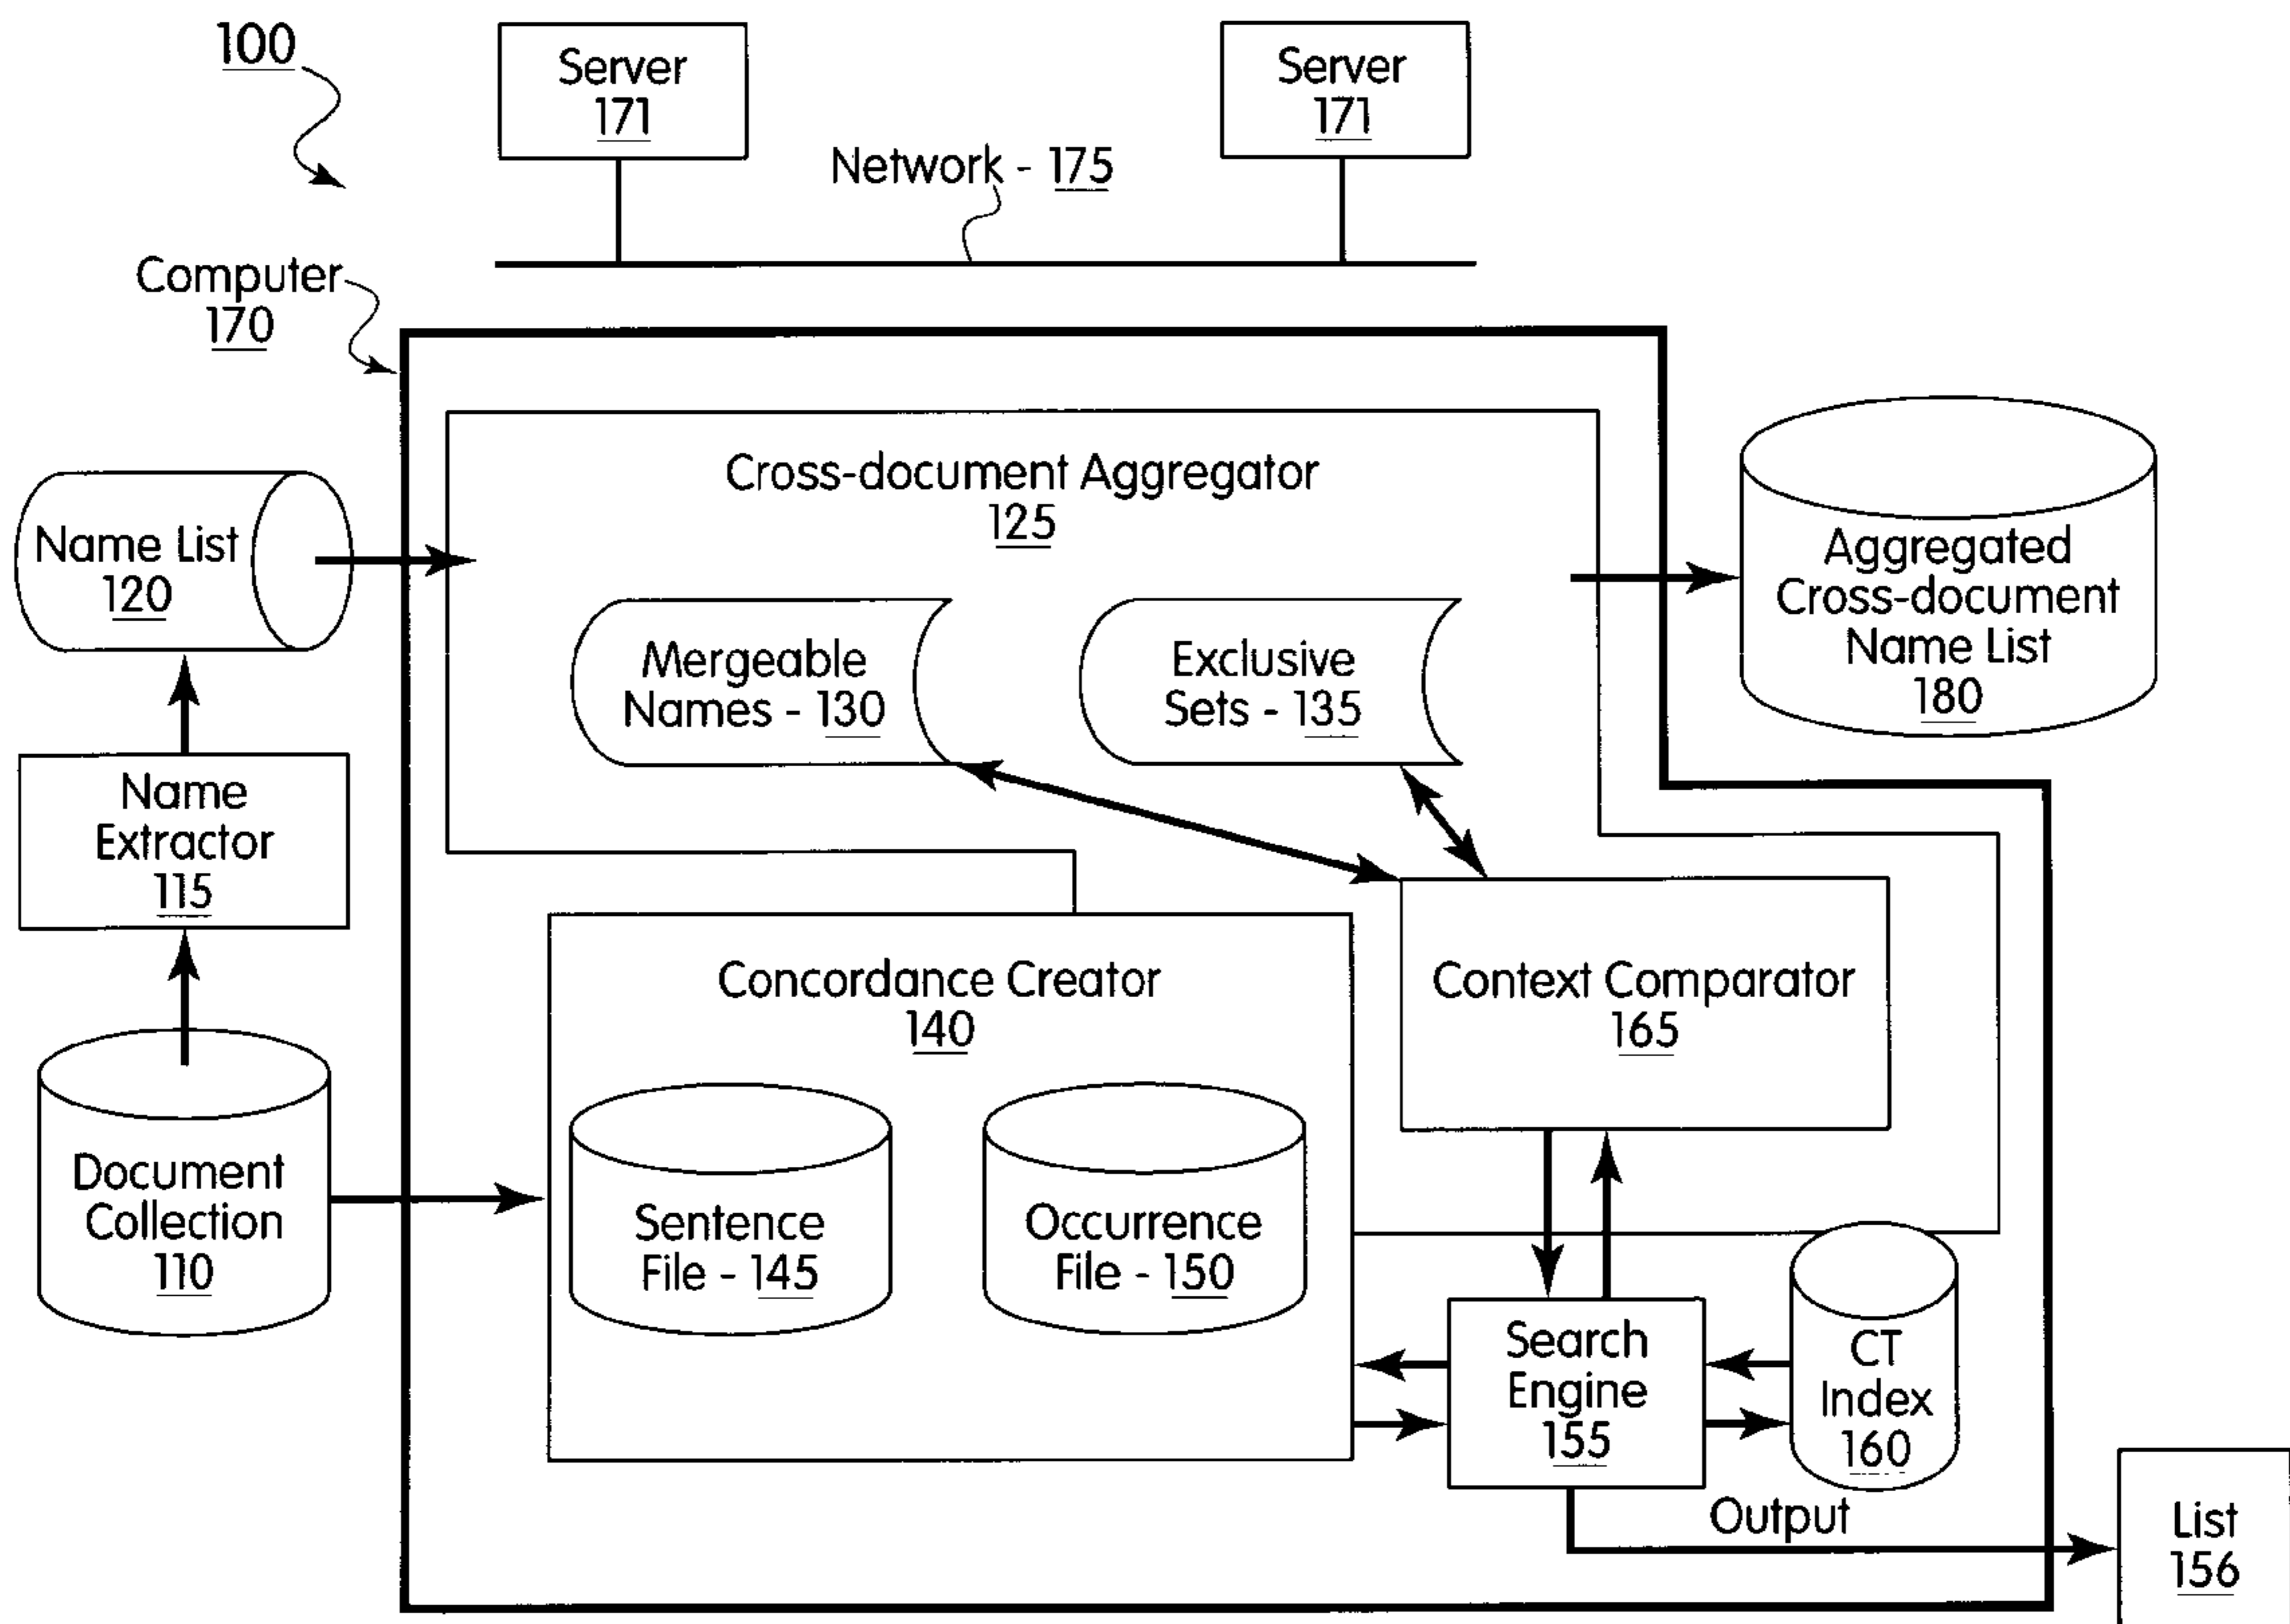 100
Server
171
Server
171
Network - 175
Computer
170
Cross-document Aggregator
125
Name List
120
Mergeable
Names - 130
Exclusive
Sets - 135
Aggregated
Cross-document
Name List
180
Name
Extractor
115
Concordance Creator
140
Context Comparator
165
Document
Collection
110
Sentence
File - 145
Occurrence
File - 150
Search
Engine
155
CT
Index
160
Output
List
156